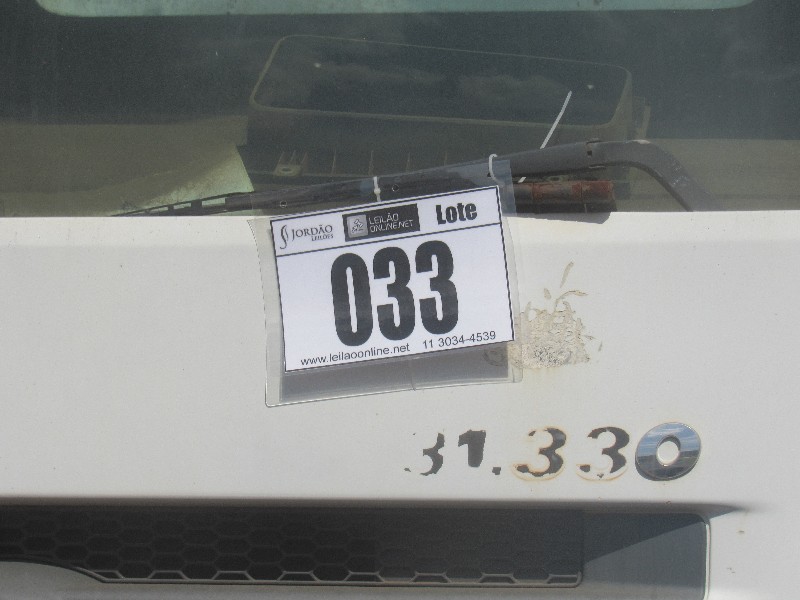 JORDÃO
LEILÕES
LEILÃO
ONLINE.NET
Lote
033
www.leilaoonline.net 11 3034-4539
31.330